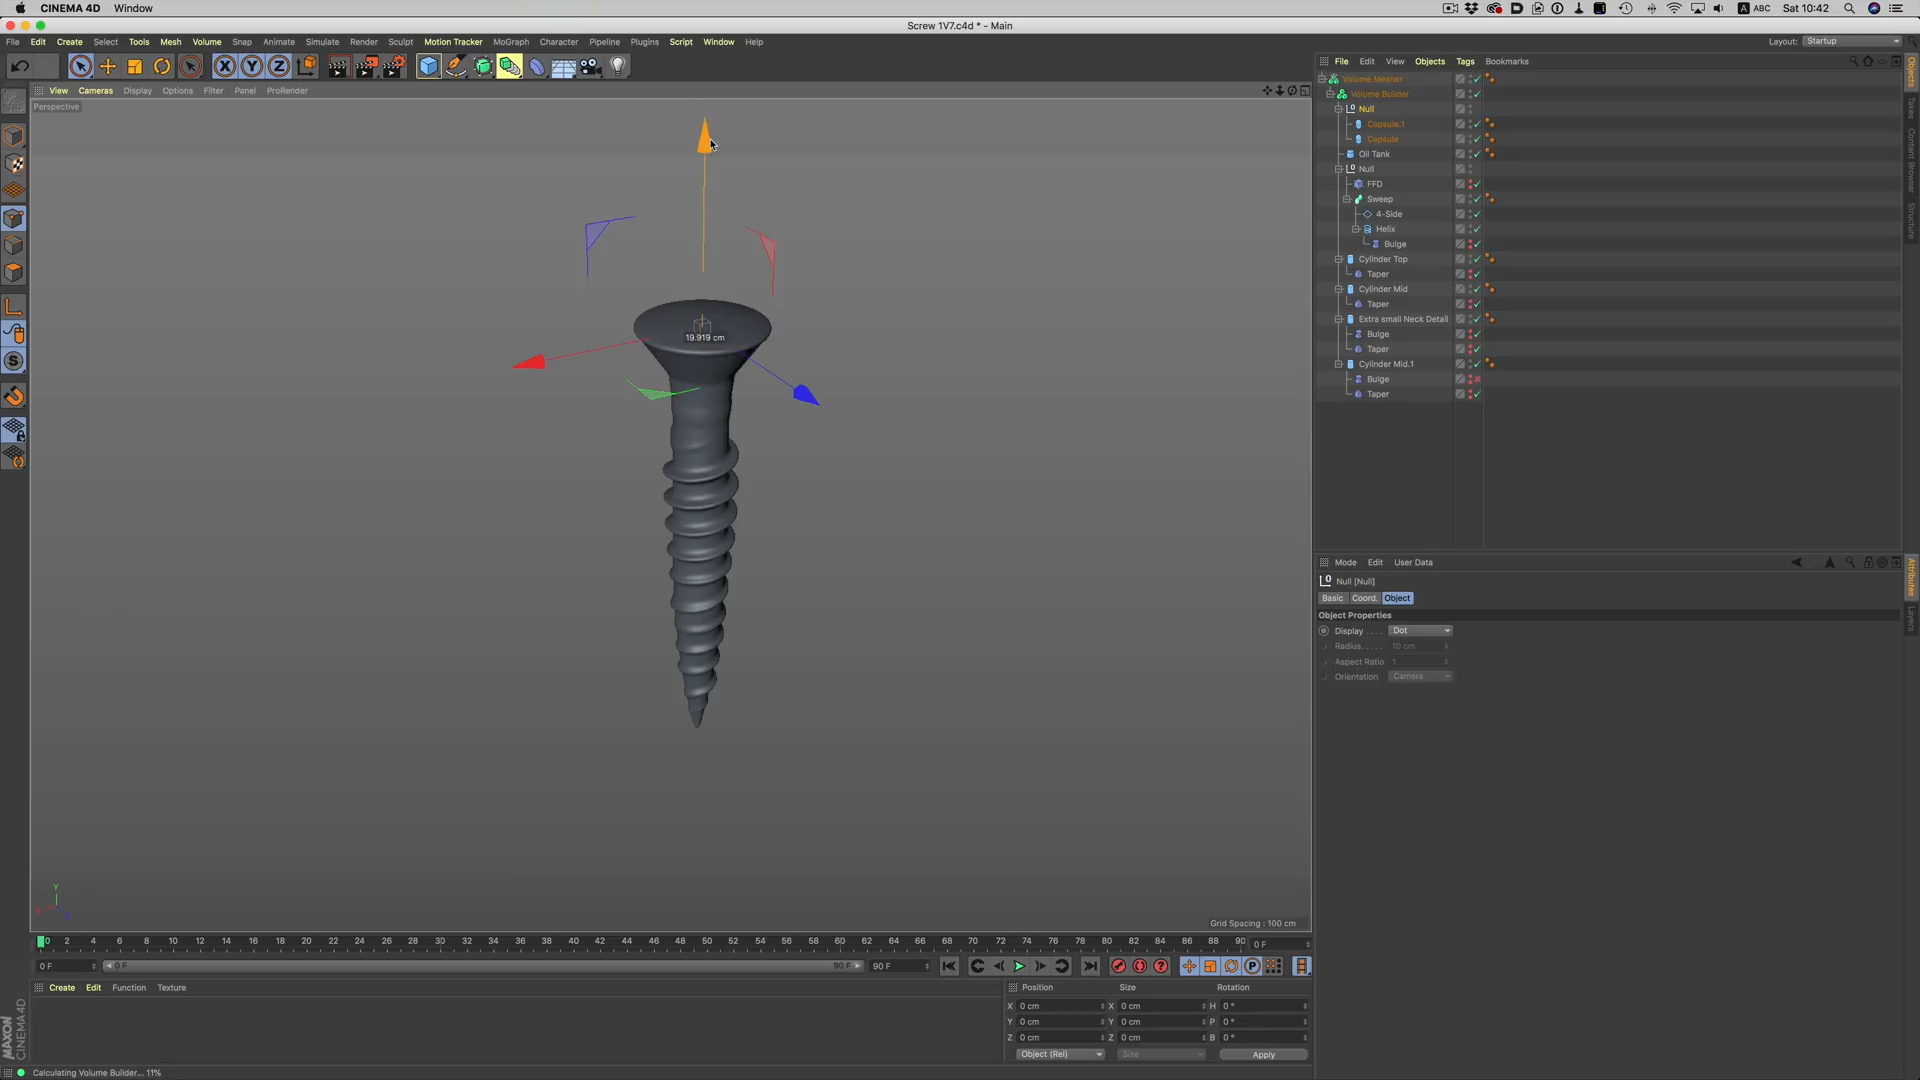 CINEMA 4D Window
ABC Sat 10:42
Screw 1V7.c4d * - Main
File Edit Create Select Tools Mesh Volume Snap Animate Simulate Render Sculpt Motion Tracker MoGraph Character Pipeline Plugins Script Window Help
Layout: Startup
X Y Z
View Cameras Display Options Filter Panel ProRender
Perspective
19.919 cm
Y
Grid Spacing : 100 cm
File Edit View Objects Tags Bookmarks
Volume Mesher
Volume Builder
Null
Capsule.1
Capsule
Oil Tank
Null
FFD
Sweep
4-Side
Helix
Bulge
Cylinder Top
Taper
Cylinder Mid
Taper
Extra small Neck Detail
Bulge
Taper
Cylinder Mid.1
Bulge
Taper
Objects
Takes
Content Browser
Structure
Mode Edit User Data
Null [Null]
Basic Coord. Object
Object Properties
Display . . . . Dot
Radius. . . . . 10 cm
Aspect Ratio 1
Orientation Camera
Attributes
Layers
0 2 4 6 8 10 12 14 16 18 20 22 24 26 28 30 32 34 36 38 40 42 44 46 48 50 52 54 56 58 60 62 64 66 68 70 72 74 76 78 80 82 84 86 88 90 0 F
0 F 0 F 90 F 90 F
Create Edit Function Texture
Position Size Rotation
X 0 cm X 0 cm H 0 °
Y 0 cm Y 0 cm P 0 °
Z 0 cm Z 0 cm B 0 °
Object (Rel) Size Apply
MAXON
CINEMA 4D
Calculating Volume Builder... 11%